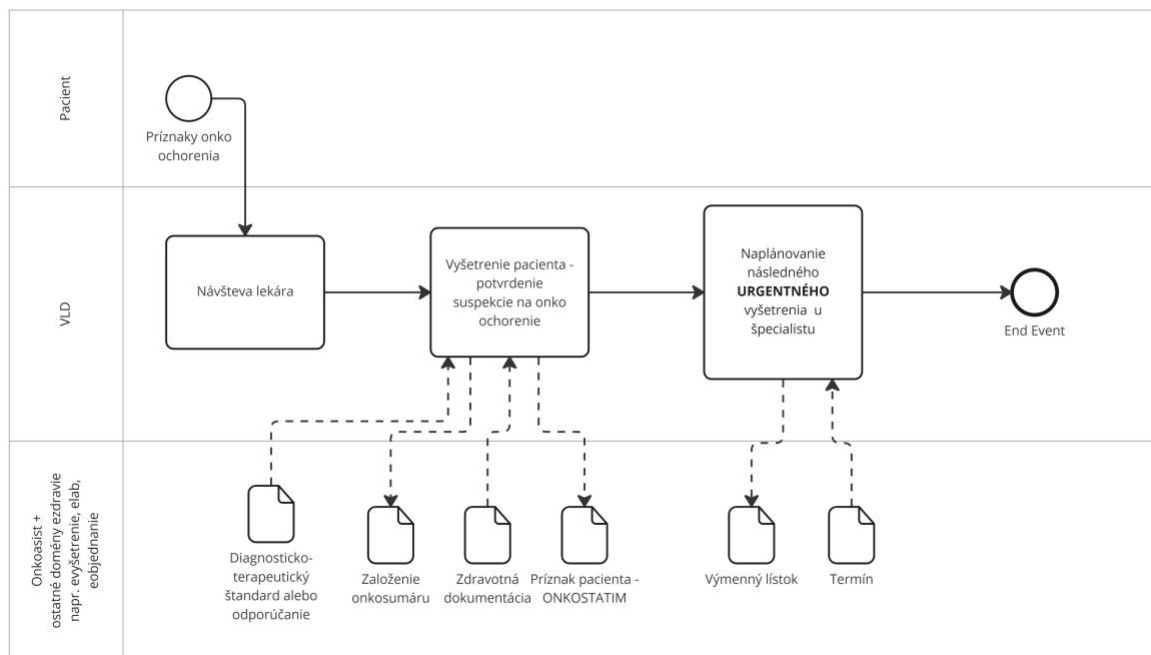 Pacient
Príznaky onko
ochorenia
VLD
Návšteva lekára
Vyšetrenie pacienta -
potvrdenie
suspekcie na onko
ochorenie
Naplánovanie
následného
URGENTNÉHO
vyšetrenia u
špecialistu
End Event
Onkoasist +
ostatné domény ezdravie
napr. evyšetrenie, elab,
eobjednanie
Diagnosticko-
terapeutický
štandard alebo
odporúčanie
Založenie
onkosumáru
Zdravotná
dokumentácia
Príznak pacienta -
ONKOSTATIM
Výmenný lístok
Termín